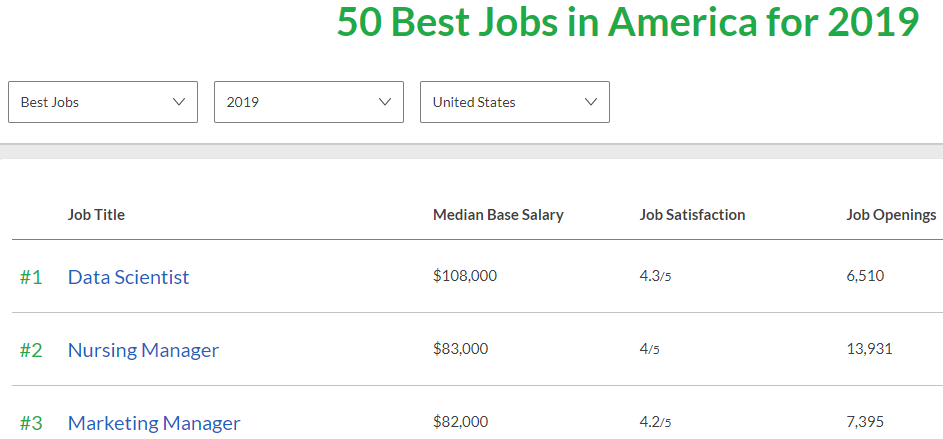 50 Best Jobs in America for 2019
Best Jobs 2019 United States
Job Title Median Base Salary Job Satisfaction Job Openings
#1 Data Scientist $108,000 4.3/5 6,510
#2 Nursing Manager $83,000 4/5 13,931
#3 Marketing Manager $82,000 4.2/5 7,395